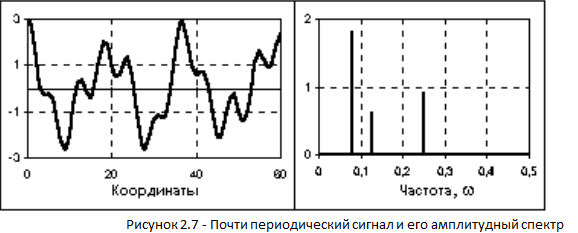 3
1
-1
-3
0 20 40 60
Координаты
2
1
0
0 0,1 0,2 0,3 0,4 0,5
Частота, ω
Рисунок 2.7 - Почти периодический сигнал и его амплитудный спектр